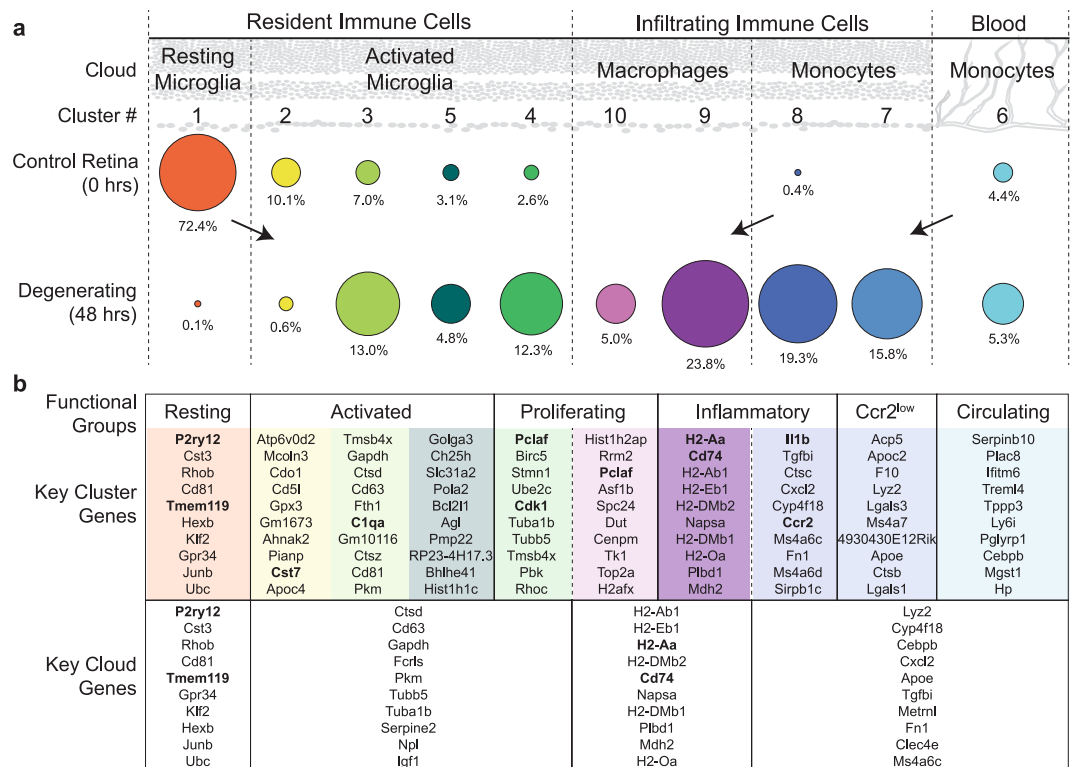 a
Resident Immune Cells
Infiltrating Immune Cells
Blood
Cloud
Resting Microglia
Activated Microglia
Macrophages
Monocytes
Monocytes
Cluster #
1 2 3 5 4 10 9 8 7 6
Control Retina
(0 hrs)
72.4% 10.1% 7.0% 3.1% 2.6% 0.4% 4.4%
Degenerating
(48 hrs)
0.1% 0.6% 13.0% 4.8% 12.3% 5.0% 23.8% 19.3% 15.8% 5.3%
b
Functional
Groups
Resting Activated Proliferating Inflammatory Ccr2low Circulating
Key Cluster
Genes
P2ry12 Atp6v0d2 Tmsb4x Golga3 Pclaf Hist1h2ap H2-Aa Il1b Acp5 Serpinb10
Cst3 Mcoln3 Gapdh Ch25h Birc5 Rrm2 Cd74 Tgfbi Apoc2 Plac8
Rhob Cdo1 Ctsd Slc31a2 Stmn1 Pclaf H2-Ab1 Ctsc F10 Ifitm6
Cd81 Cd5l Cd63 Pola2 Ube2c Asf1b H2-Eb1 Cxcl2 Lyz2 Treml4
Tmem119 Gpx3 Fth1 Bcl2l1 Cdk1 Spc24 H2-DMb2 Cyp4f18 Lgals3 Tppp3
Hexb Gm1673 C1qa Agl Tuba1b Dut Napsa Ccr2 Ms4a7 Ly6i
Klf2 Ahnak2 Gm10116 Pmp22 Tubb5 Cenpm H2-DMb1 Ms4a6c 4930430E12Rik Pglyrp1
Gpr34 Pianp Ctsz RP23-4H17.3 Tmsb4x Tk1 H2-Oa Fn1 Apoe Cebpb
Junb Cst7 Cd81 Bhlhe41 Pbk Top2a Plbd1 Ms4a6d Ctsb Mgst1
Ubc Apoc4 Pkm Hist1h1c Rhoc H2afx Mdh2 Sirpb1c Lgals1 Hp
Key Cloud
Genes
P2ry12 Ctsd H2-Ab1 Lyz2
Cst3 Cd63 H2-Eb1 Cyp4f18
Rhob Gapdh H2-Aa Cebpb
Cd81 Fcrls H2-DMb2 Cxcl2
Tmem119 Pkm Cd74 Apoe
Gpr34 Tubb5 Napsa Tgfbi
Klf2 Tuba1b H2-DMb1 Metrnl
Hexb Serpine2 Plbd1 Fn1
Junb Npl Mdh2 Clec4e
Ubc Igf1 H2-Oa Ms4a6c